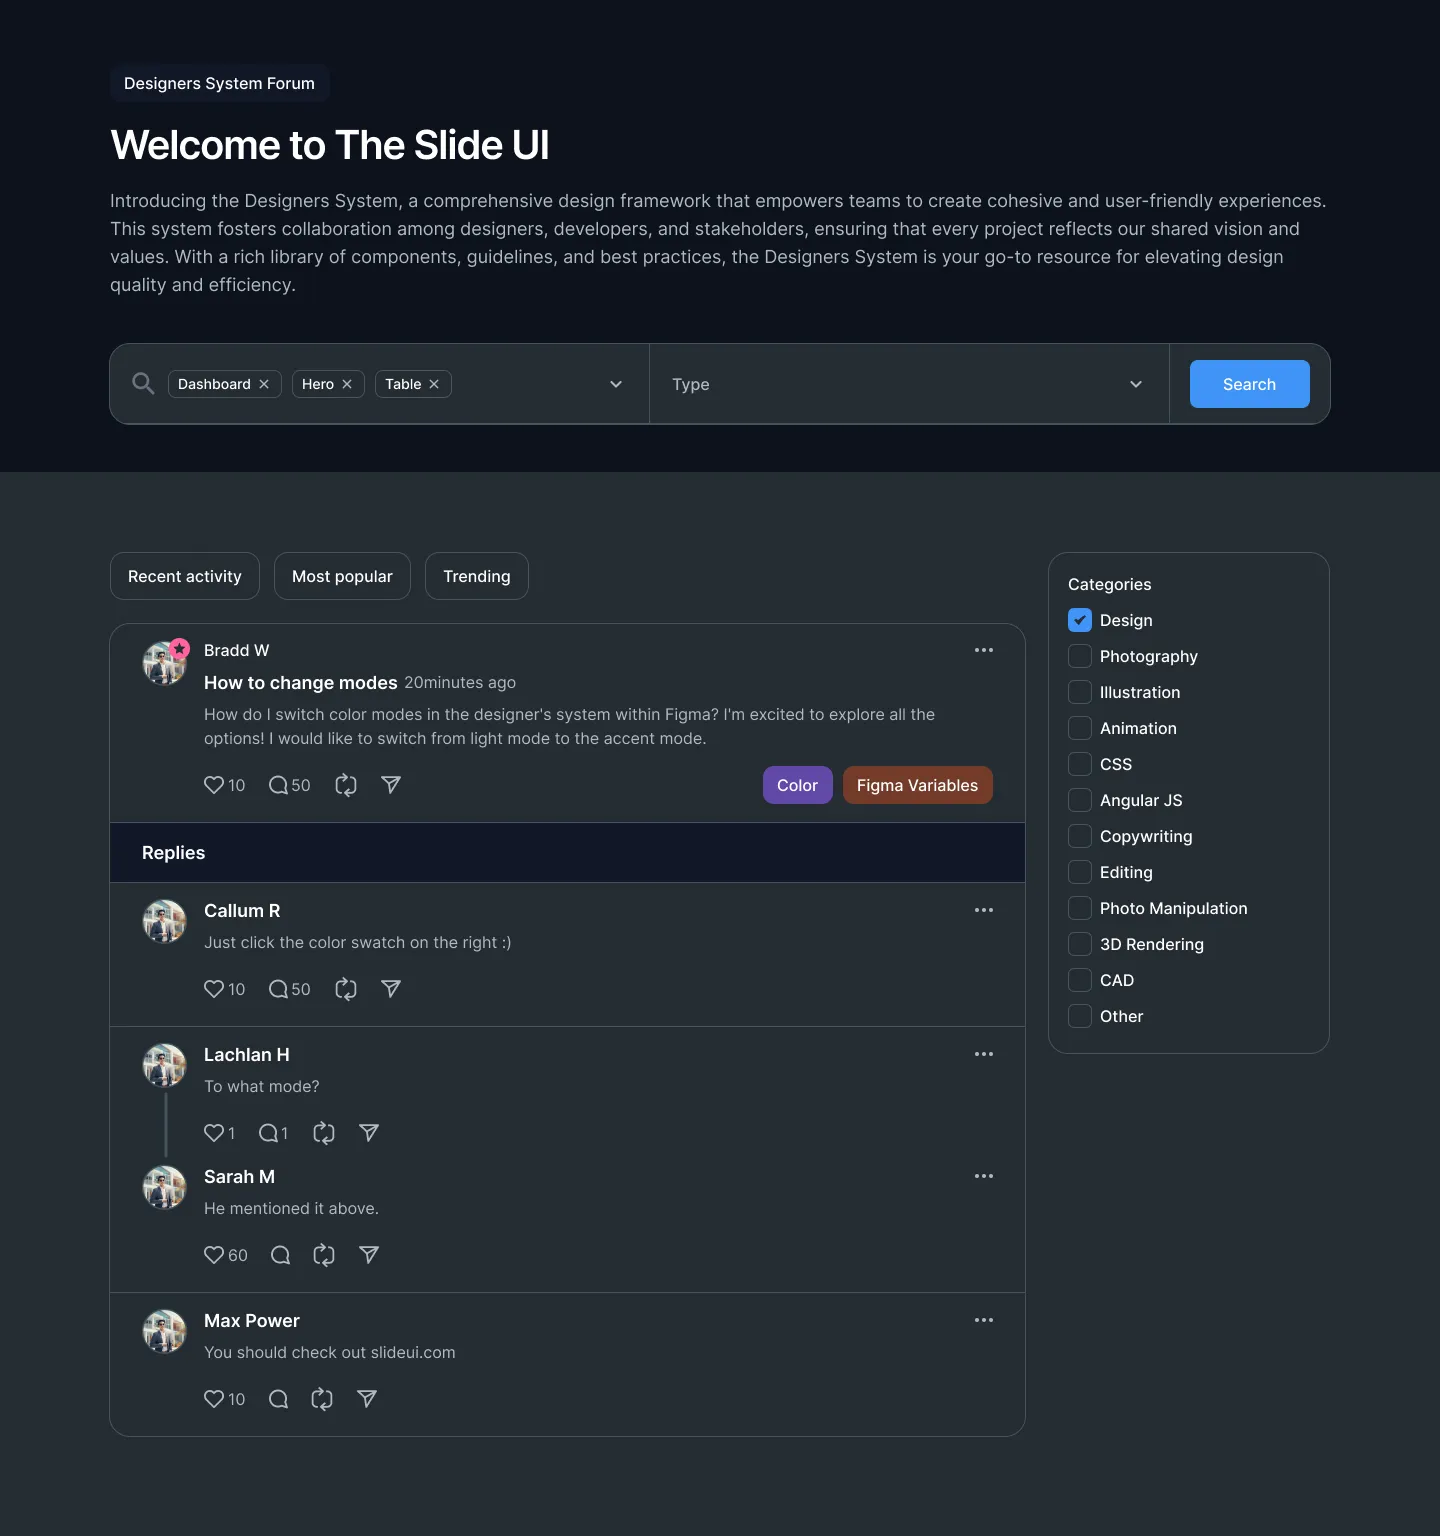 Designers System Forum
Welcome to The Slide UI
Introducing the Designers System, a comprehensive design framework that empowers teams to create cohesive and user-friendly experiences.
This system fosters collaboration among designers, developers, and stakeholders, ensuring that every project reflects our shared vision and
values. With a rich library of components, guidelines, and best practices, the Designers System is your go-to resource for elevating design
quality and efficiency.
Dashboard Hero Table
Type
Search
Recent activity
Most popular
Trending
Bradd W
How to change modes 20minutes ago
How do I switch color modes in the designer's system within Figma? I'm excited to explore all the
options! I would like to switch from light mode to the accent mode.
10 50
Color
Figma Variables
Replies
Callum R
Just click the color swatch on the right :)
10 50
Lachlan H
To what mode?
1 1
Sarah M
He mentioned it above.
60
Max Power
You should check out slideui.com
10
Categories
Design
Photography
Illustration
Animation
CSS
Angular JS
Copywriting
Editing
Photo Manipulation
3D Rendering
CAD
Other